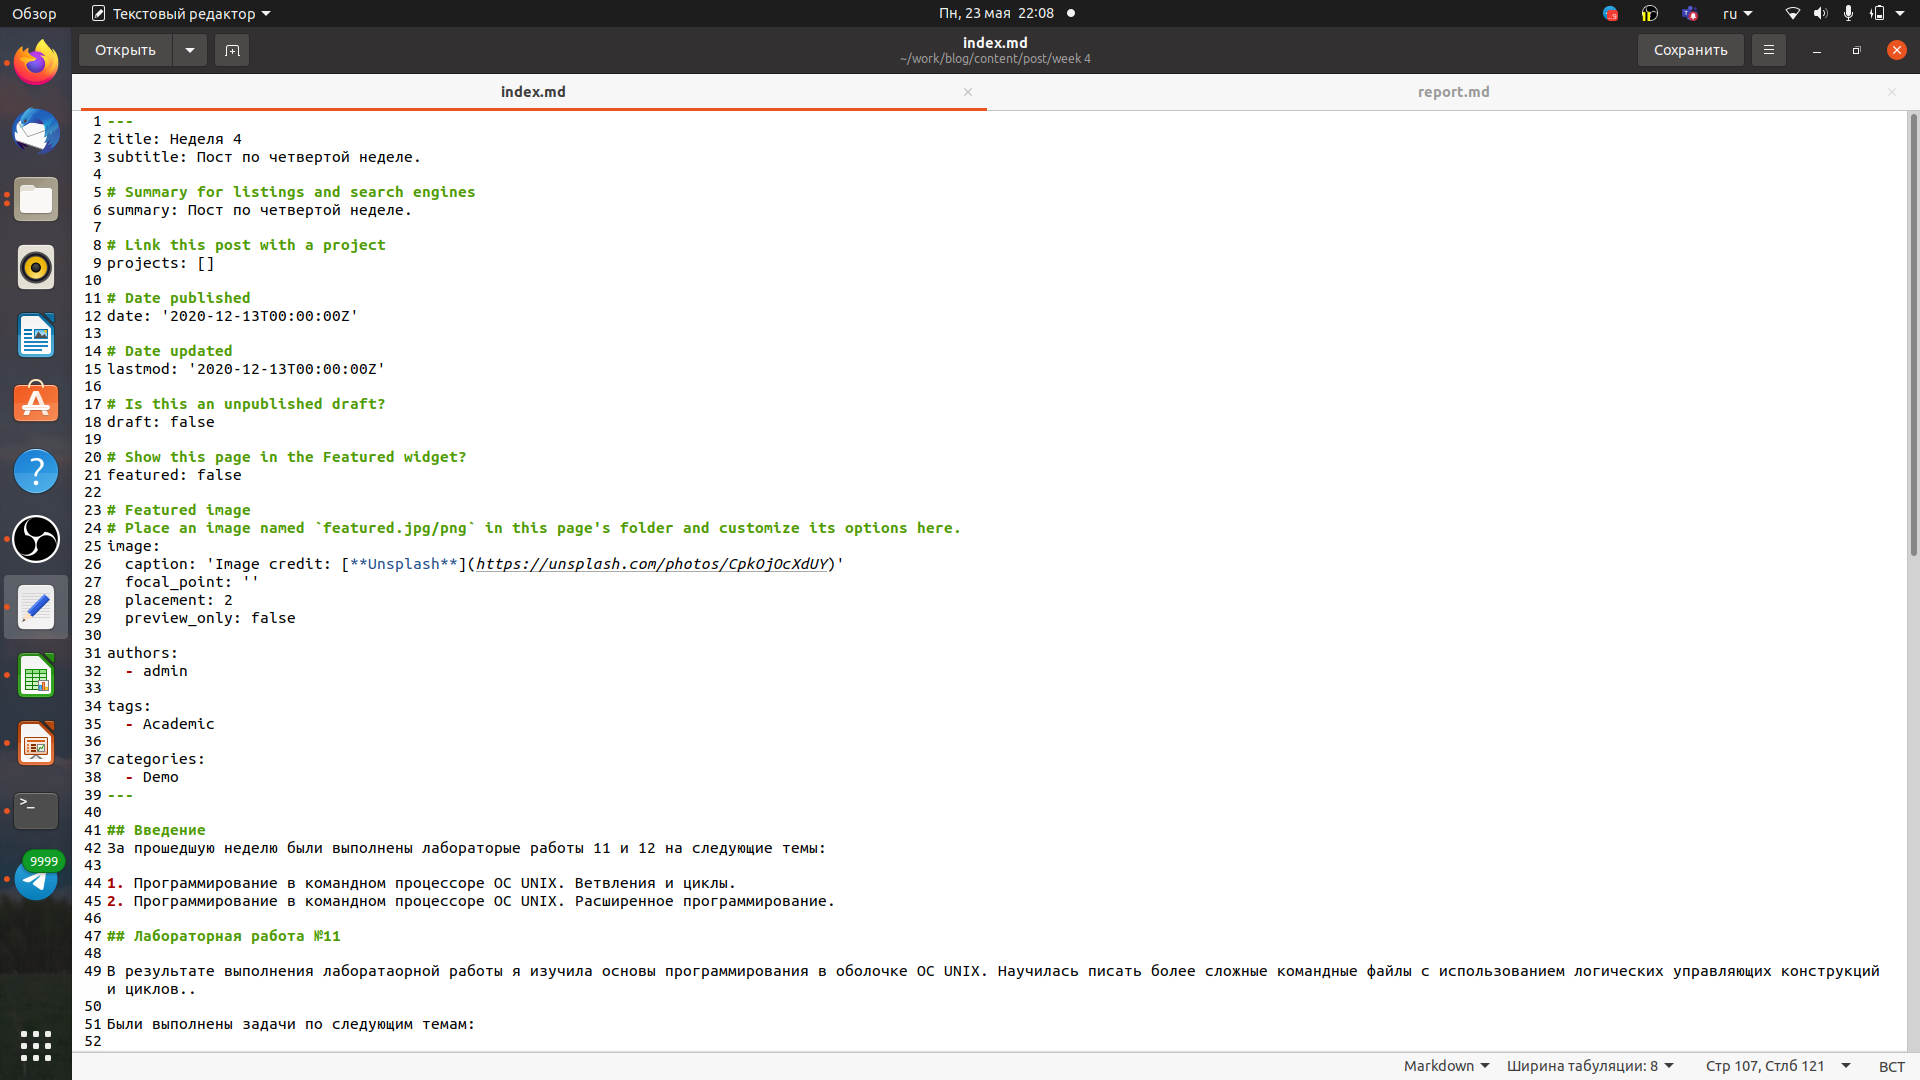 Обзор
Текстовый редактор
Пн, 23 мая 22:08
ru
Открыть
index.md
~/work/blog/content/post/week 4
Сохранить
index.md
report.md
1 ---
2 title: Неделя 4
3 subtitle: Пост по четвертой неделе.
4
5 # Summary for listings and search engines
6 summary: Пост по четвертой неделе.
7
8 # Link this post with a project
9 projects: []
10
11 # Date published
12 date: '2020-12-13T00:00:00Z'
13
14 # Date updated
15 lastmod: '2020-12-13T00:00:00Z'
16
17 # Is this an unpublished draft?
18 draft: false
19
20 # Show this page in the Featured widget?
21 featured: false
22
23 # Featured image
24 # Place an image named `featured.jpg/png` in this page's folder and customize its options here.
25 image:
26   caption: 'Image credit: [**Unsplash**](https://unsplash.com/photos/CpkOjOcXdUY)'
27   focal_point: ''
28   placement: 2
29   preview_only: false
30
31 authors:
32   - admin
33
34 tags:
35   - Academic
36
37 categories:
38   - Demo
39 ---
40
41 ## Введение
42 За прошедшую неделю были выполнены лабораторые работы 11 и 12 на следующие темы:
43
44 1. Программирование в командном процессоре ОС UNIX. Ветвления и циклы.
45 2. Программирование в командном процессоре ОС UNIX. Расширенное программирование.
46
47 ## Лабораторная работа №11
48
49 В результате выполнения лаборатаорной работы я изучила основы программирования в оболочке ОС UNIX. Научилась писать более сложные командные файлы с использованием логических управляющих конструкций
и циклов..
50
51 Были выполнены задачи по следующим темам:
52
9999
Markdown
Ширина табуляции: 8
Стр 107, Стлб 121
ВСТ